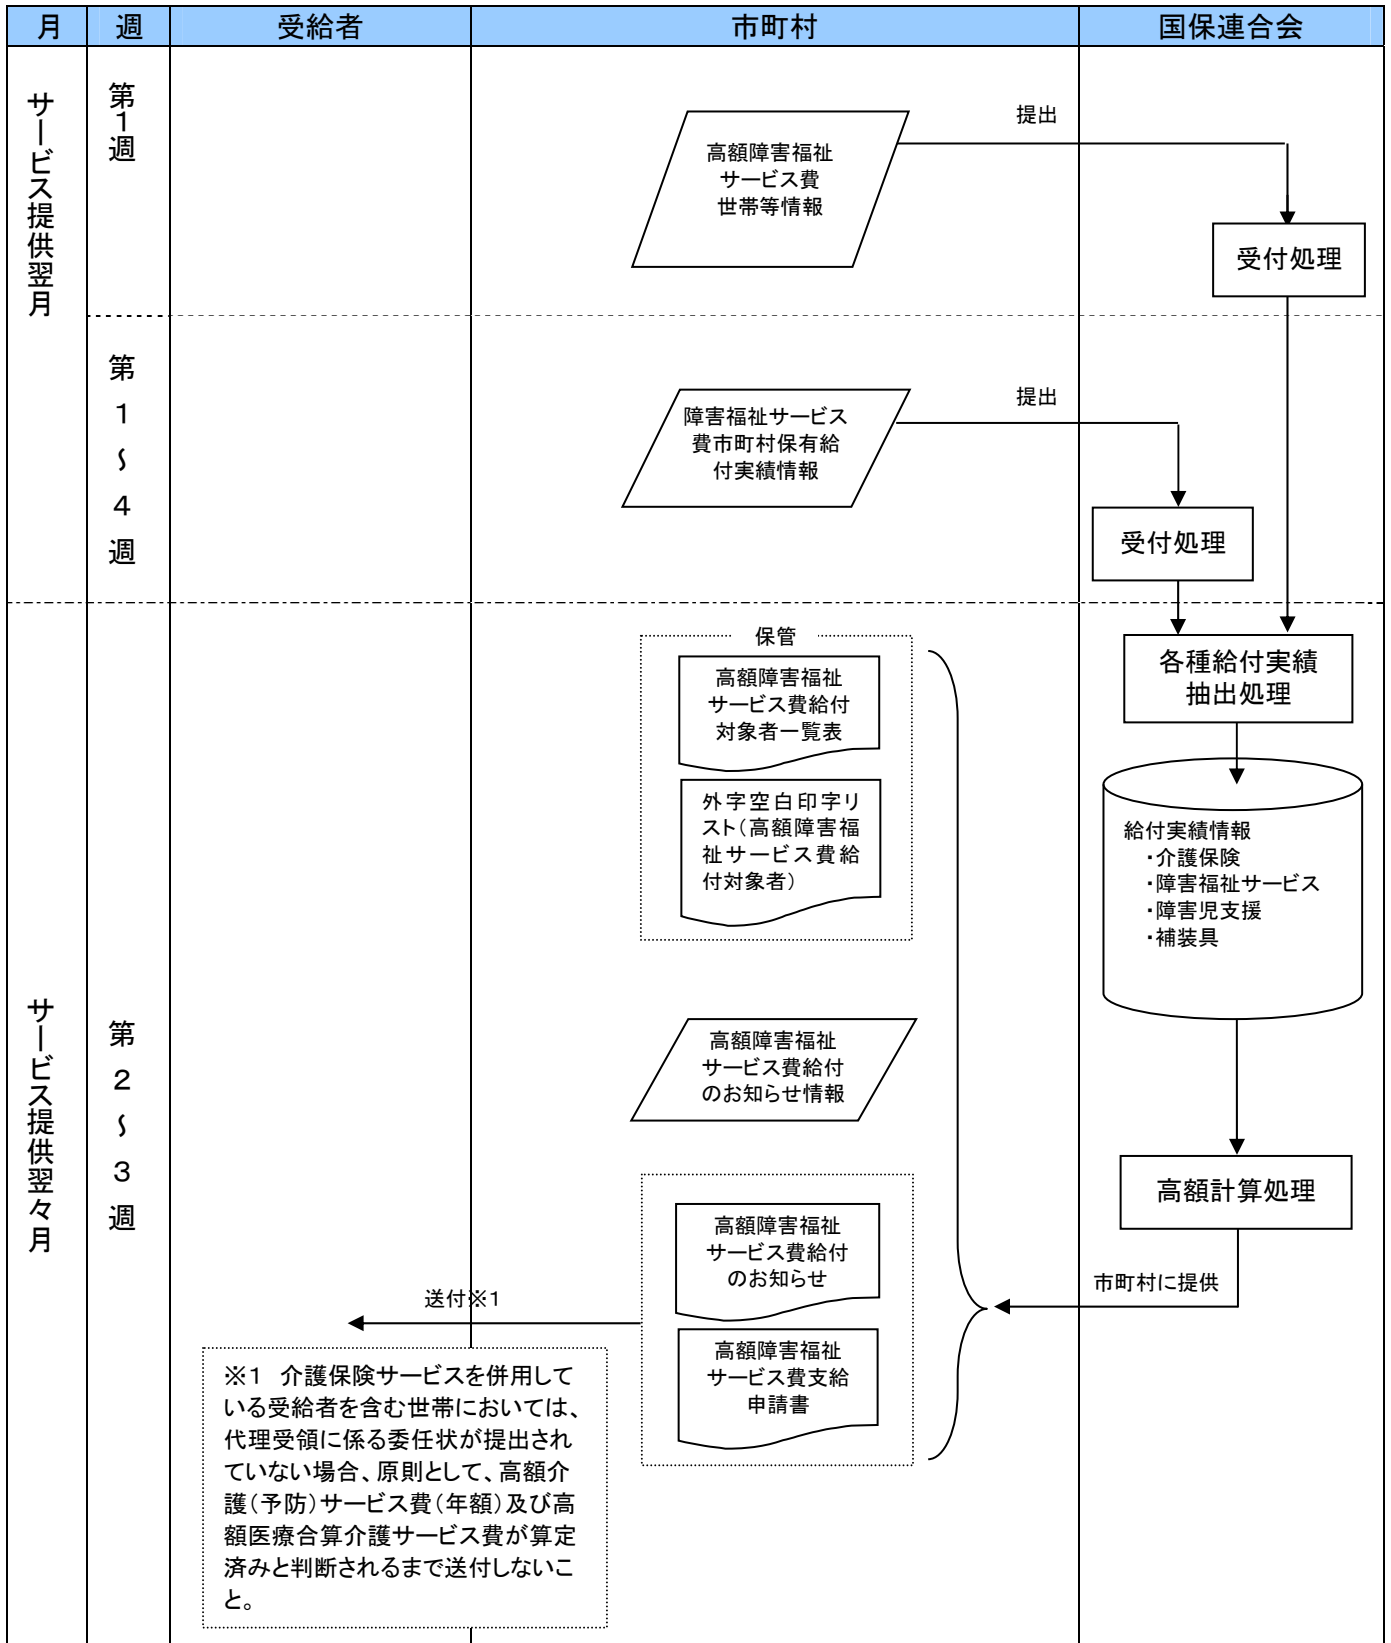 月 週 受給者 市町村 国保連合会
サービス提供翌月
第1週
高額障害福祉
サービス費
世帯等情報
提出
受付処理
第
1
~
4
週
障害福祉サービス
費市町村保有給
付実績情報
提出
受付処理
サービス提供翌々月
第
2
~
3
週
保管
高額障害福祉
サービス費給付
対象者一覧表
外字空白印字リ
スト(高額障害福
祉サービス費給
付対象者)
各種給付実績
抽出処理
給付実績情報
・介護保険
・障害福祉サービス
・障害児支援
・補装具
高額障害福祉
サービス費給付
のお知らせ情報
高額計算処理
市町村に提供
高額障害福祉
サービス費給付
のお知らせ
高額障害福祉
サービス費支給
申請書
送付※1
※1 介護保険サービスを併用して
いる受給者を含む世帯においては、
代理受領に係る委任状が提出され
ていない場合、原則として、高額介
護(予防)サービス費(年額)及び高
額医療合算介護サービス費が算定
済みと判断されるまで送付しないこ
と。